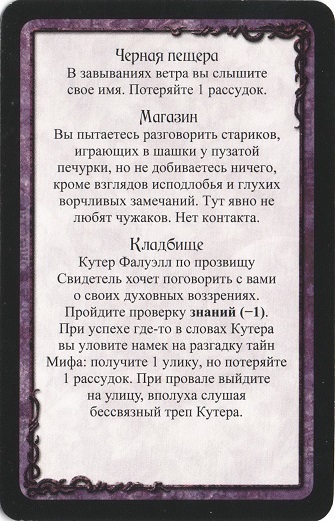 Черная пещера
В завываниях ветра вы слышите
свое имя. Потеряйте 1 рассудок.
Магазин
Вы пытаетесь разговорить стариков,
играющих в шашки у пузатой
печурки, но не добиваетесь ничего,
кроме взглядов исподлобья и глухих
ворчливых замечаний. Тут явно не
любят чужаков. Нет контакта.
Кладбище
Кутер Фалуэлл по прозвищу
Свидетель хочет поговорить с вами
о своих духовных воззрениях.
Пройдите проверку знаний (−1).
При успехе где-то в словах Кутера
вы уловите намек на разгадку тайн
Мифа: получите 1 улику, но потеряйте
1 рассудок. При провале выйдите
на улицу, вполуха слушая
бессвязный треп Кутера.